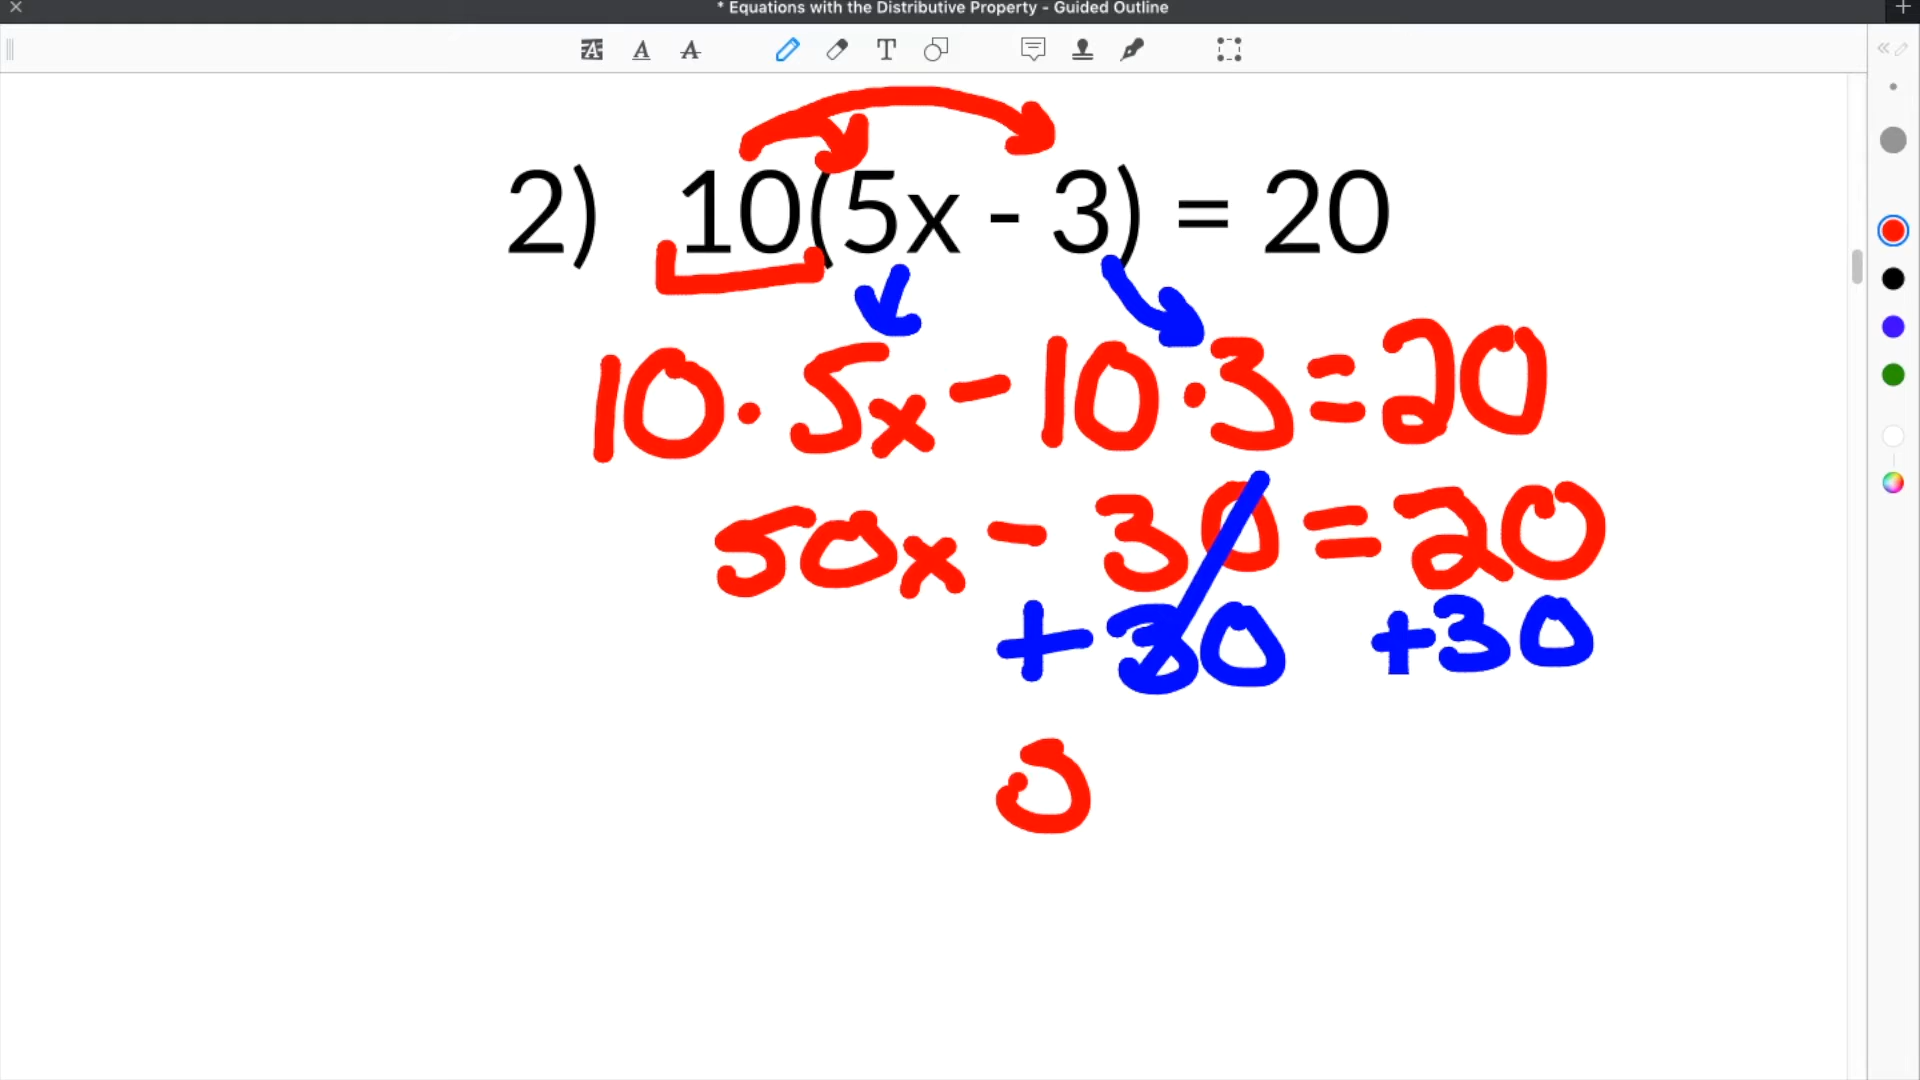 * Equations with the Distributive Property - Guided Outline
2) 10(5x - 3) = 20
10·5x-10·3=20
50x-30=20
+30 +30